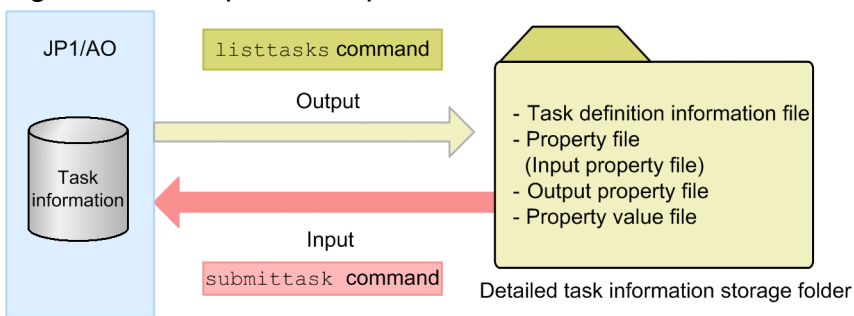 JP1/AO
listtasks command
Output
Task
information
- Task definition information file
- Property file
(Input property file)
- Output property file
- Property value file
Input
submittask command
Detailed task information storage folder